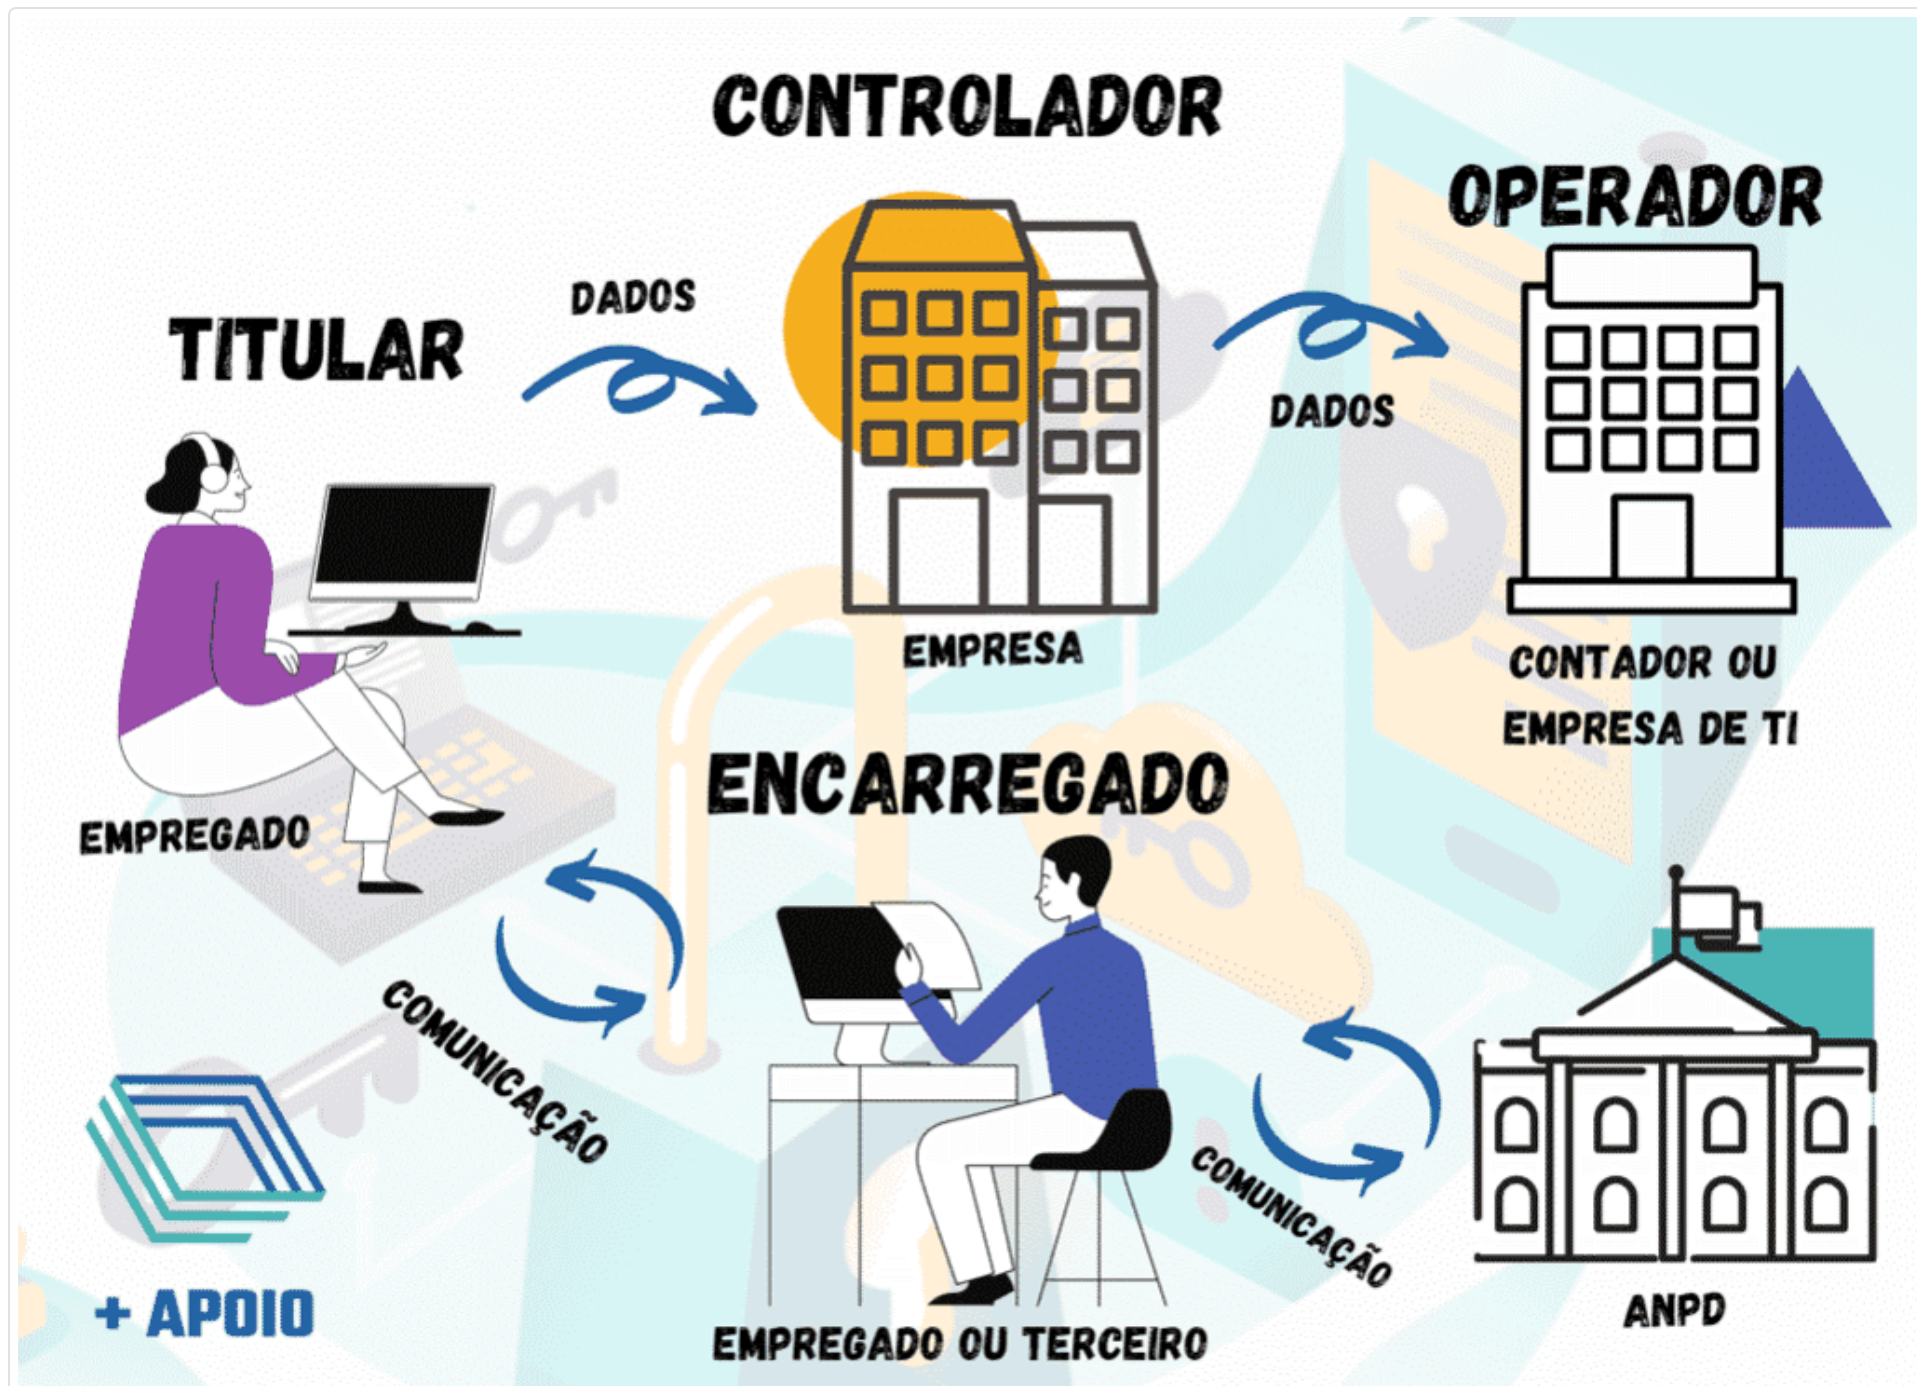 CONTROLADOR
OPERADOR
TITULAR
DADOS
DADOS
EMPRESA
CONTADOR OU
EMPRESA DE TI
EMPREGADO
ENCARREGADO
COMUNICAÇÃO
COMUNICAÇÃO
+ APOIO
EMPREGADO OU TERCEIRO
ANPD